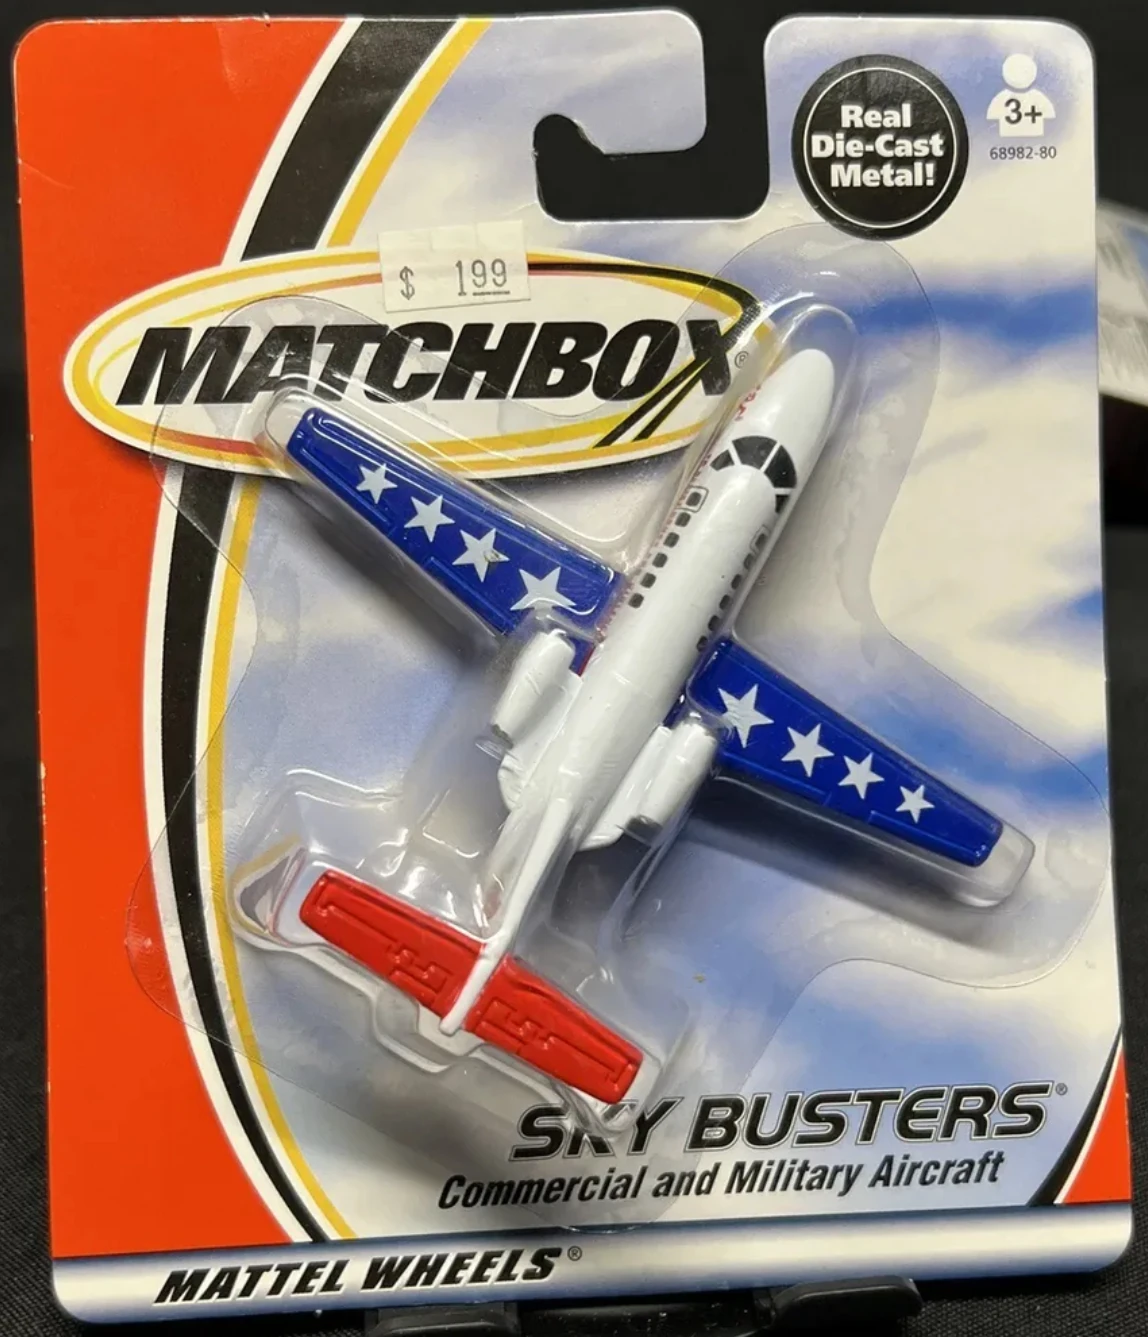 Real
Die-Cast
Metal!
3+
68982-80
$ 199
MATCHBOX®
SKY BUSTERS®
Commercial and Military Aircraft
MATTEL WHEELS®